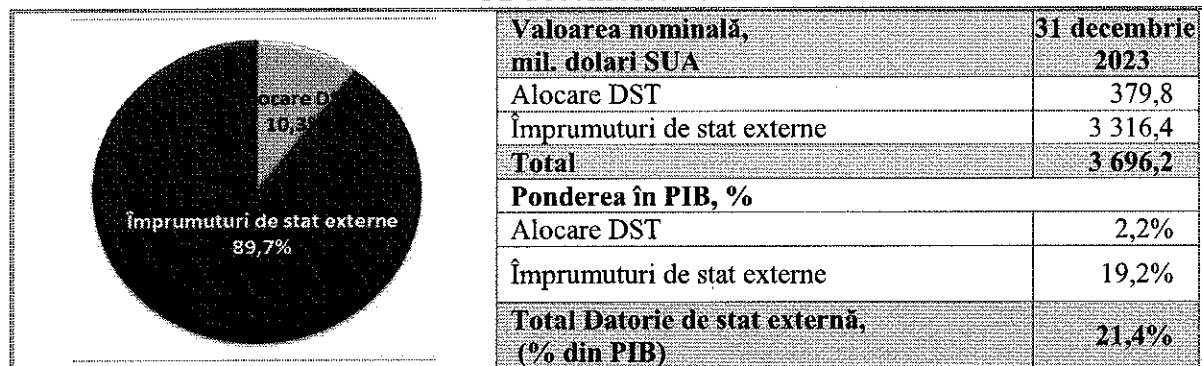 ocare D
10,3
Împrumuturi de stat externe
89,7%
Valoarea nominală,
mil. dolari SUA
31 decembrie
2023
Alocare DST 379,8
Împrumuturi de stat externe 3 316,4
Total 3 696,2
Ponderea în PIB, %
Alocare DST 2,2%
Împrumuturi de stat externe 19,2%
Total Datorie de stat externă,
(% din PIB)
21,4%